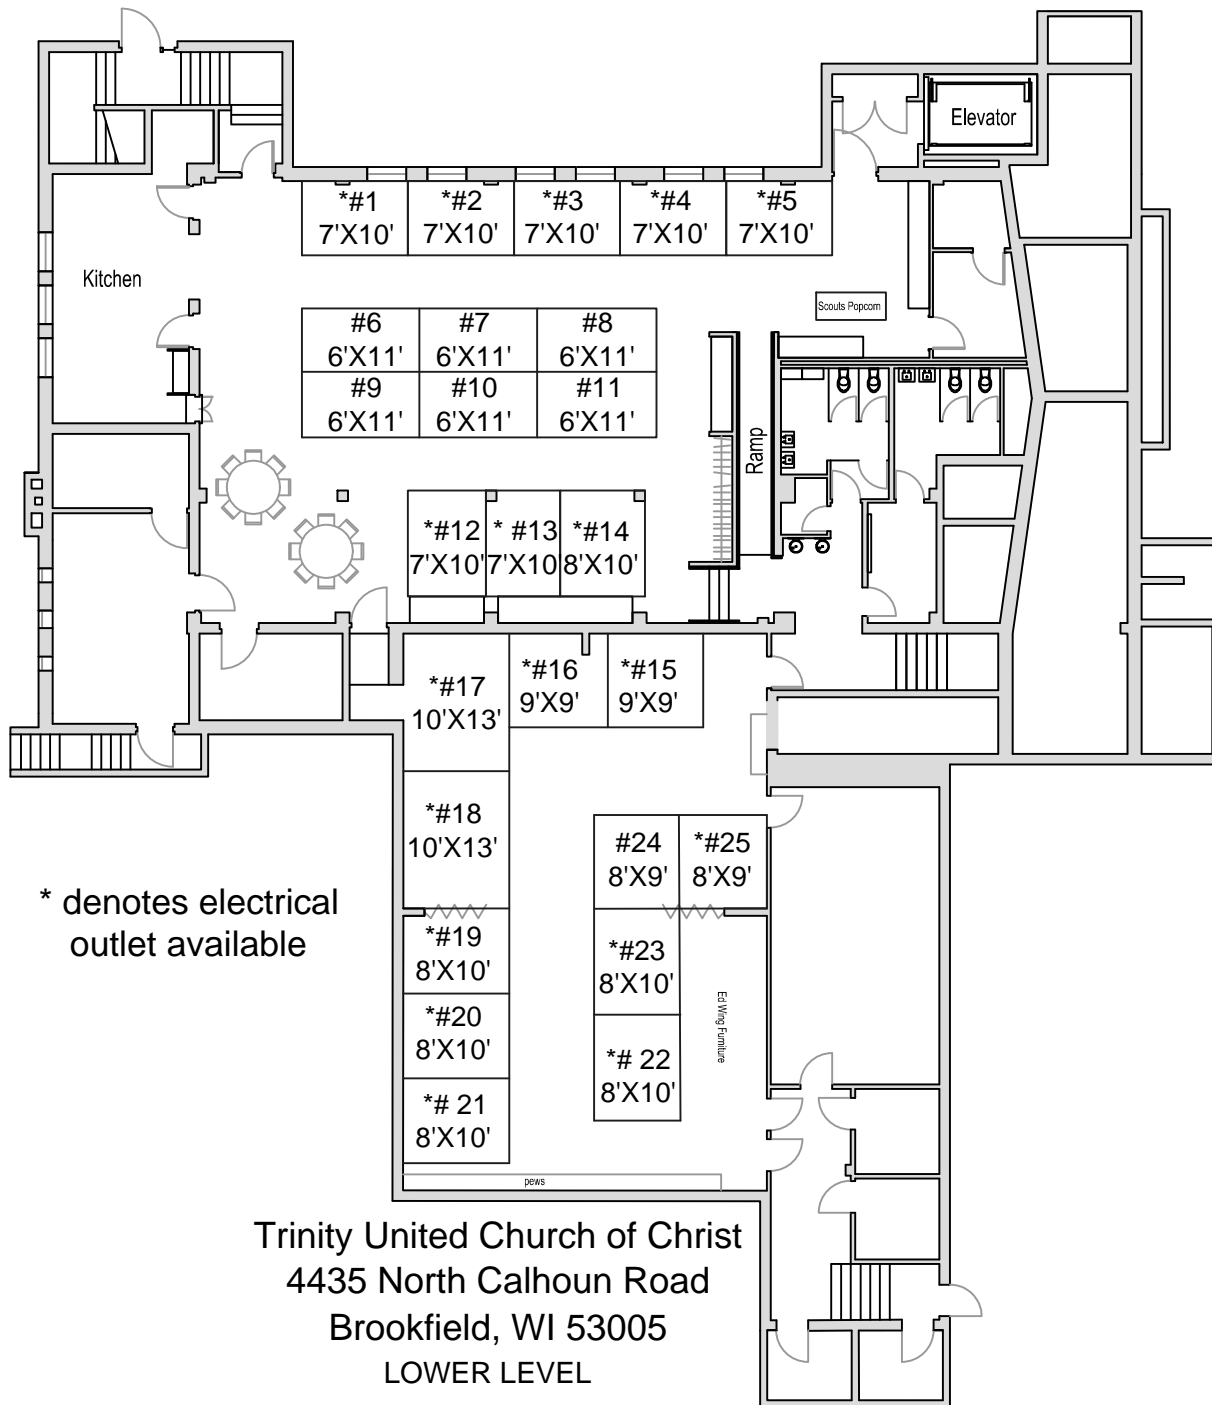 Elevator
*#1
7'X10'
*#2
7'X10'
*#3
7'X10'
*#4
7'X10'
*#5
7'X10'
Kitchen
Scouts Popcorn
#6
6'X11'
#7
6'X11'
#8
6'X11'
#9
6'X11'
#10
6'X11'
#11
6'X11'
Ramp
*#12
7'X10'
* #13
7'X10
*#14
8'X10'
*#17
10'X13'
*#16
9'X9'
*#15
9'X9'
*#18
10'X13'
#24
8'X9'
*#25
8'X9'
* denotes electrical
outlet available
*#19
8'X10'
*#23
8'X10'
Ed Wing Furniture
*#20
8'X10'
*# 22
8'X10'
*# 21
8'X10'
pews
Trinity United Church of Christ
4435 North Calhoun Road
Brookfield, WI 53005
LOWER LEVEL